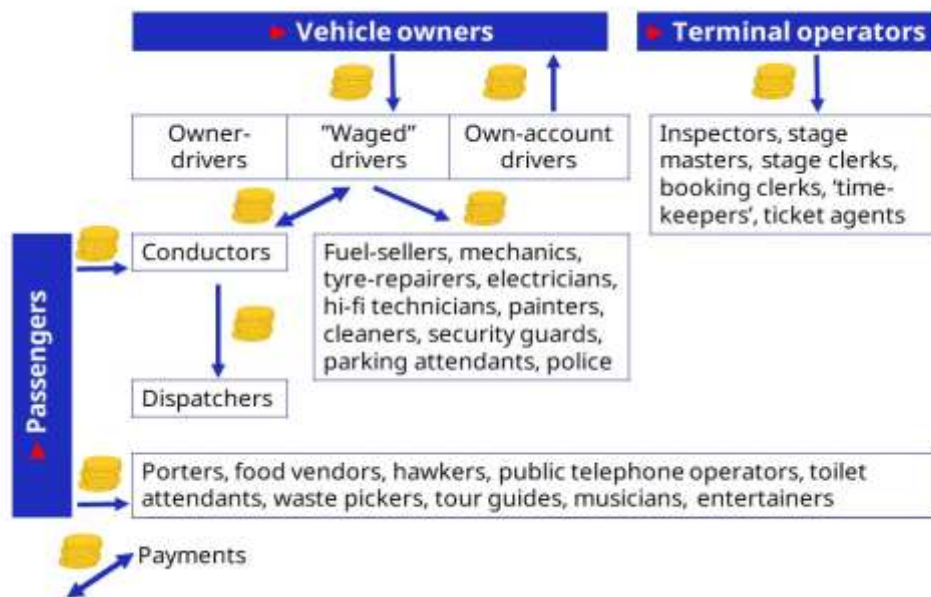 Vehicle owners
Terminal operators
Owner-
drivers
”Waged”
drivers
Own-account
drivers
Inspectors, stage
masters, stage clerks,
booking clerks, ‘time-
keepers’, ticket agents
Passengers
Conductors
Fuel-sellers, mechanics,
tyre-repairers, electricians,
hi-fi technicians, painters,
cleaners, security guards,
parking attendants, police
Dispatchers
Porters, food vendors, hawkers, public telephone operators, toilet
attendants, waste pickers, tour guides, musicians, entertainers
Payments